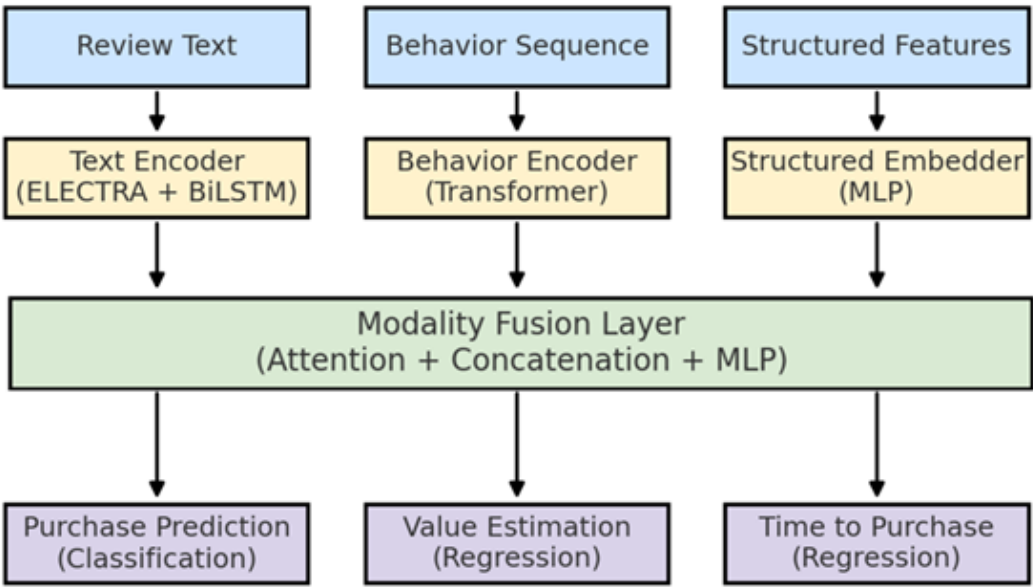 Review Text
Behavior Sequence
Structured Features
Text Encoder
(ELECTRA + BiLSTM)
Behavior Encoder
(Transformer)
Structured Embedder
(MLP)
Modality Fusion Layer
(Attention + Concatenation + MLP)
Purchase Prediction
(Classification)
Value Estimation
(Regression)
Time to Purchase
(Regression)